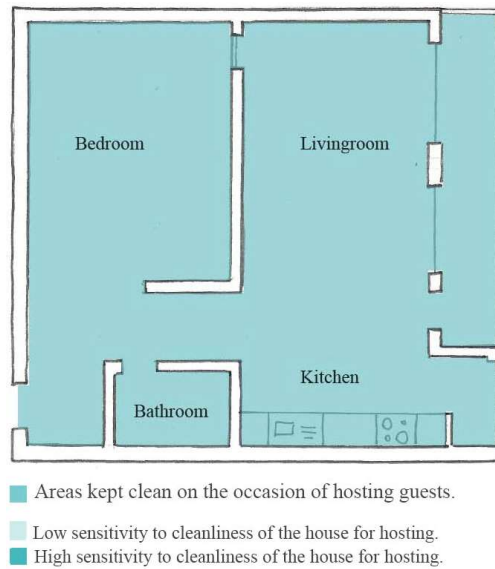 Bedroom
Livingroom
Kitchen
Bathroom
Areas kept clean on the occasion of hosting guests.
Low sensitivity to cleanliness of the house for hosting.
High sensitivity to cleanliness of the house for hosting.